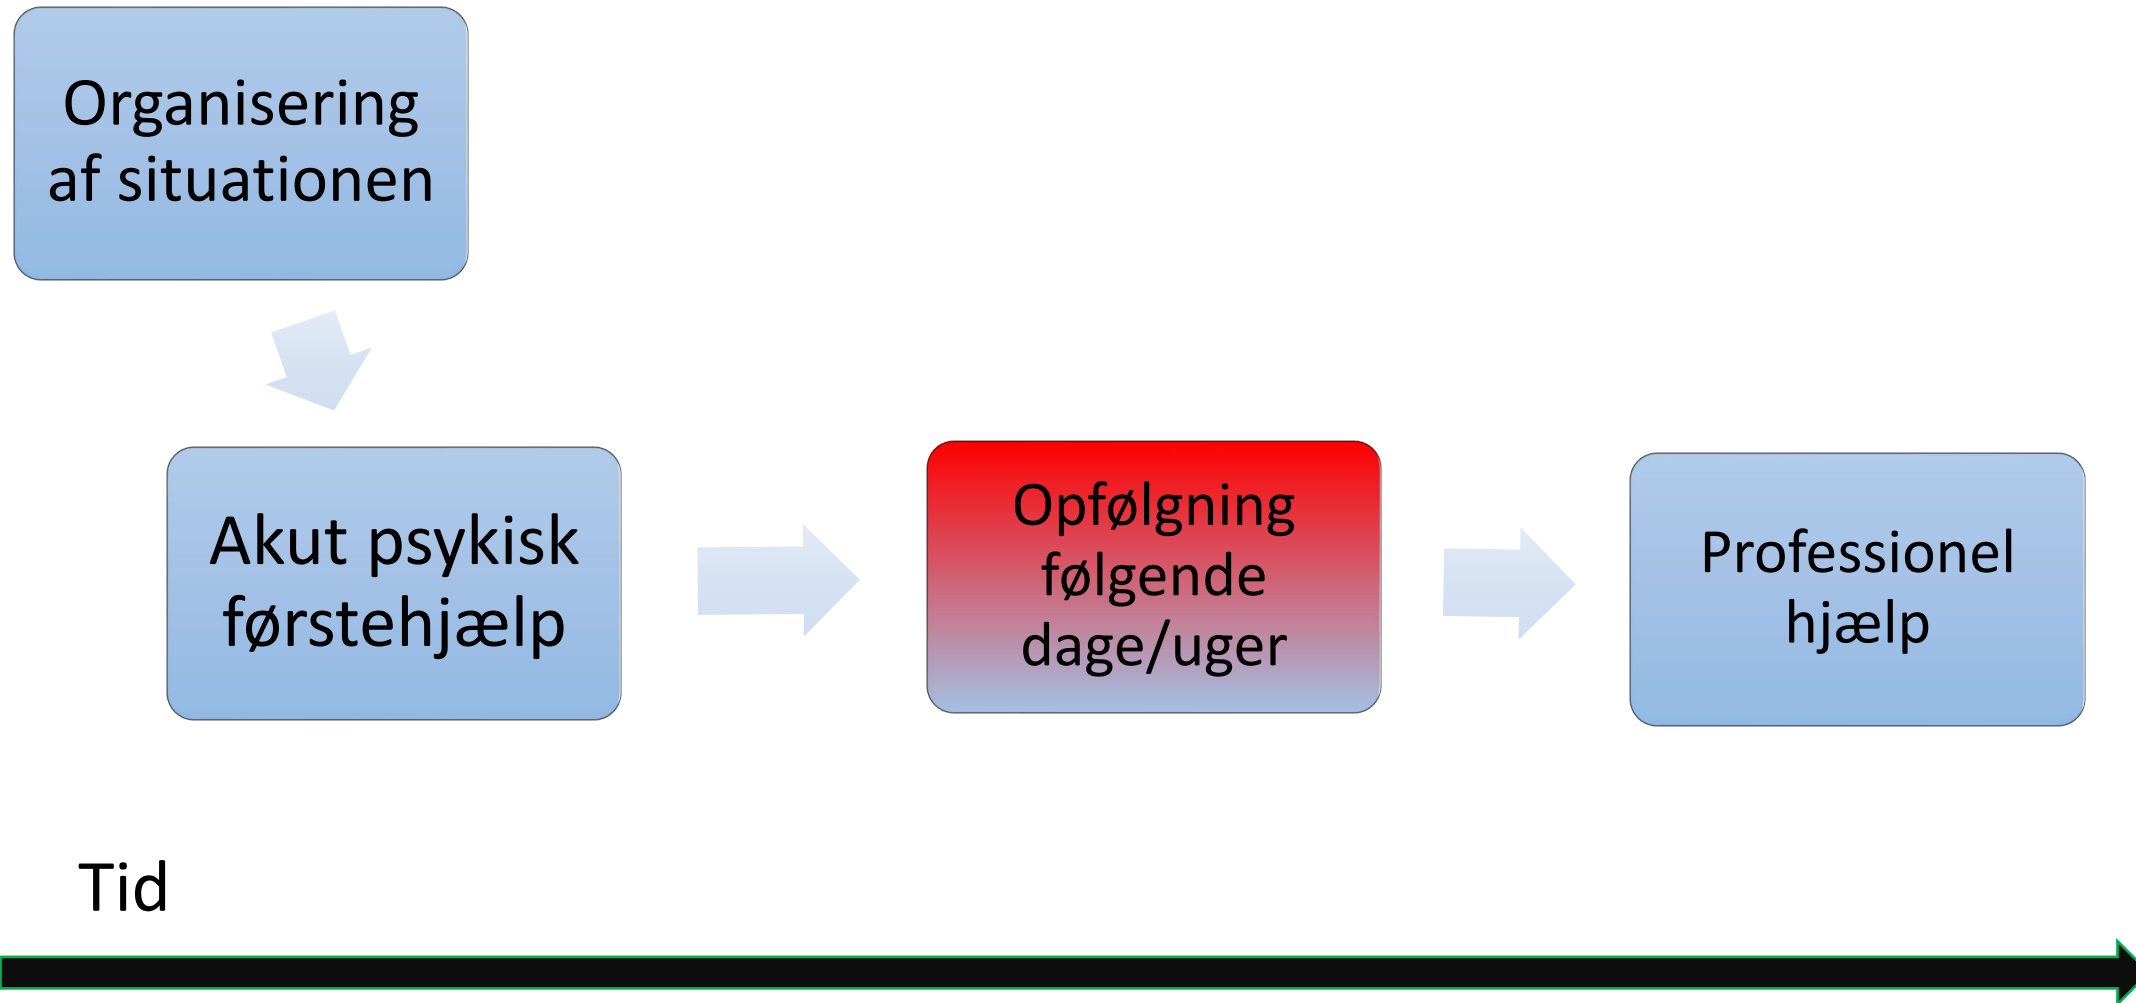 Organisering
af situationen
Akut psykisk
førstehjælp
Opfølgning
følgende
dage/uger
Professionel
hjælp
Tid